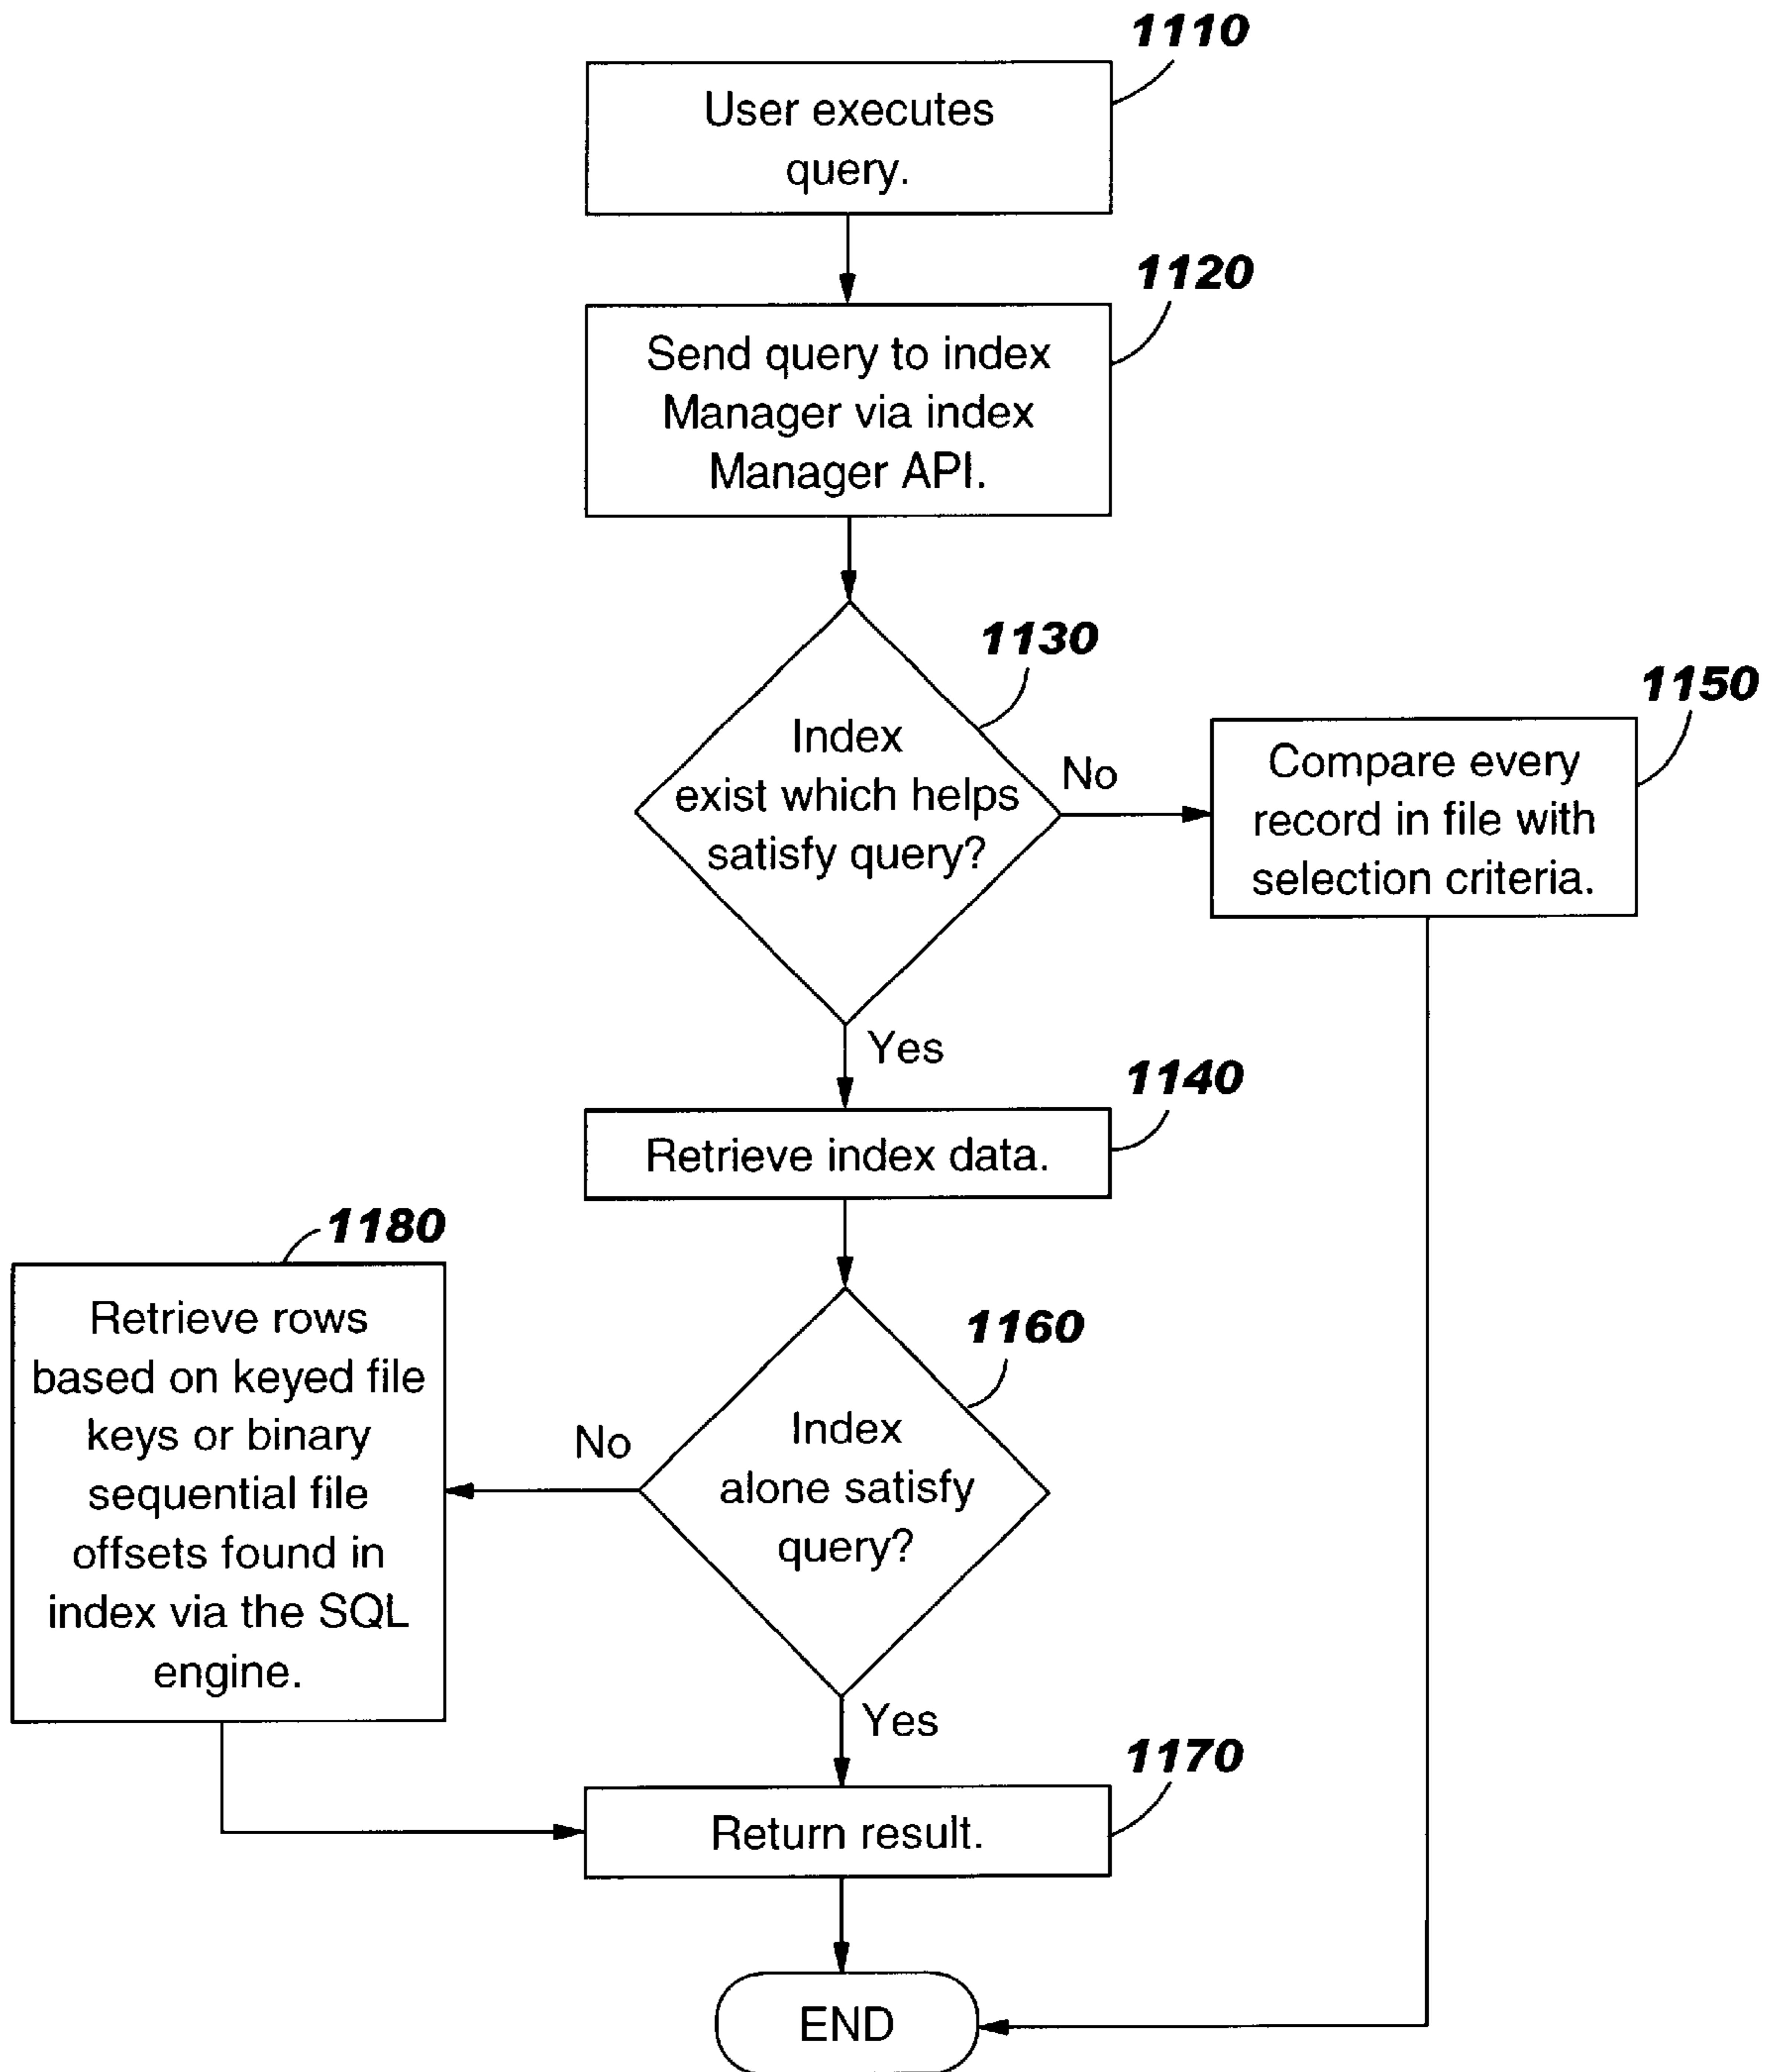 1110
User executes
query.
1120
Send query to index
Manager via index
Manager API.
1130
Index
exist which helps
satisfy query?
No
1150
Compare every
record in file with
selection criteria.
Yes
1140
Retrieve index data.
1160
Index
alone satisfy
query?
No
1180
Retrieve rows
based on keyed file
keys or binary
sequential file
offsets found in
index via the SQL
engine.
Yes
1170
Return result.
END